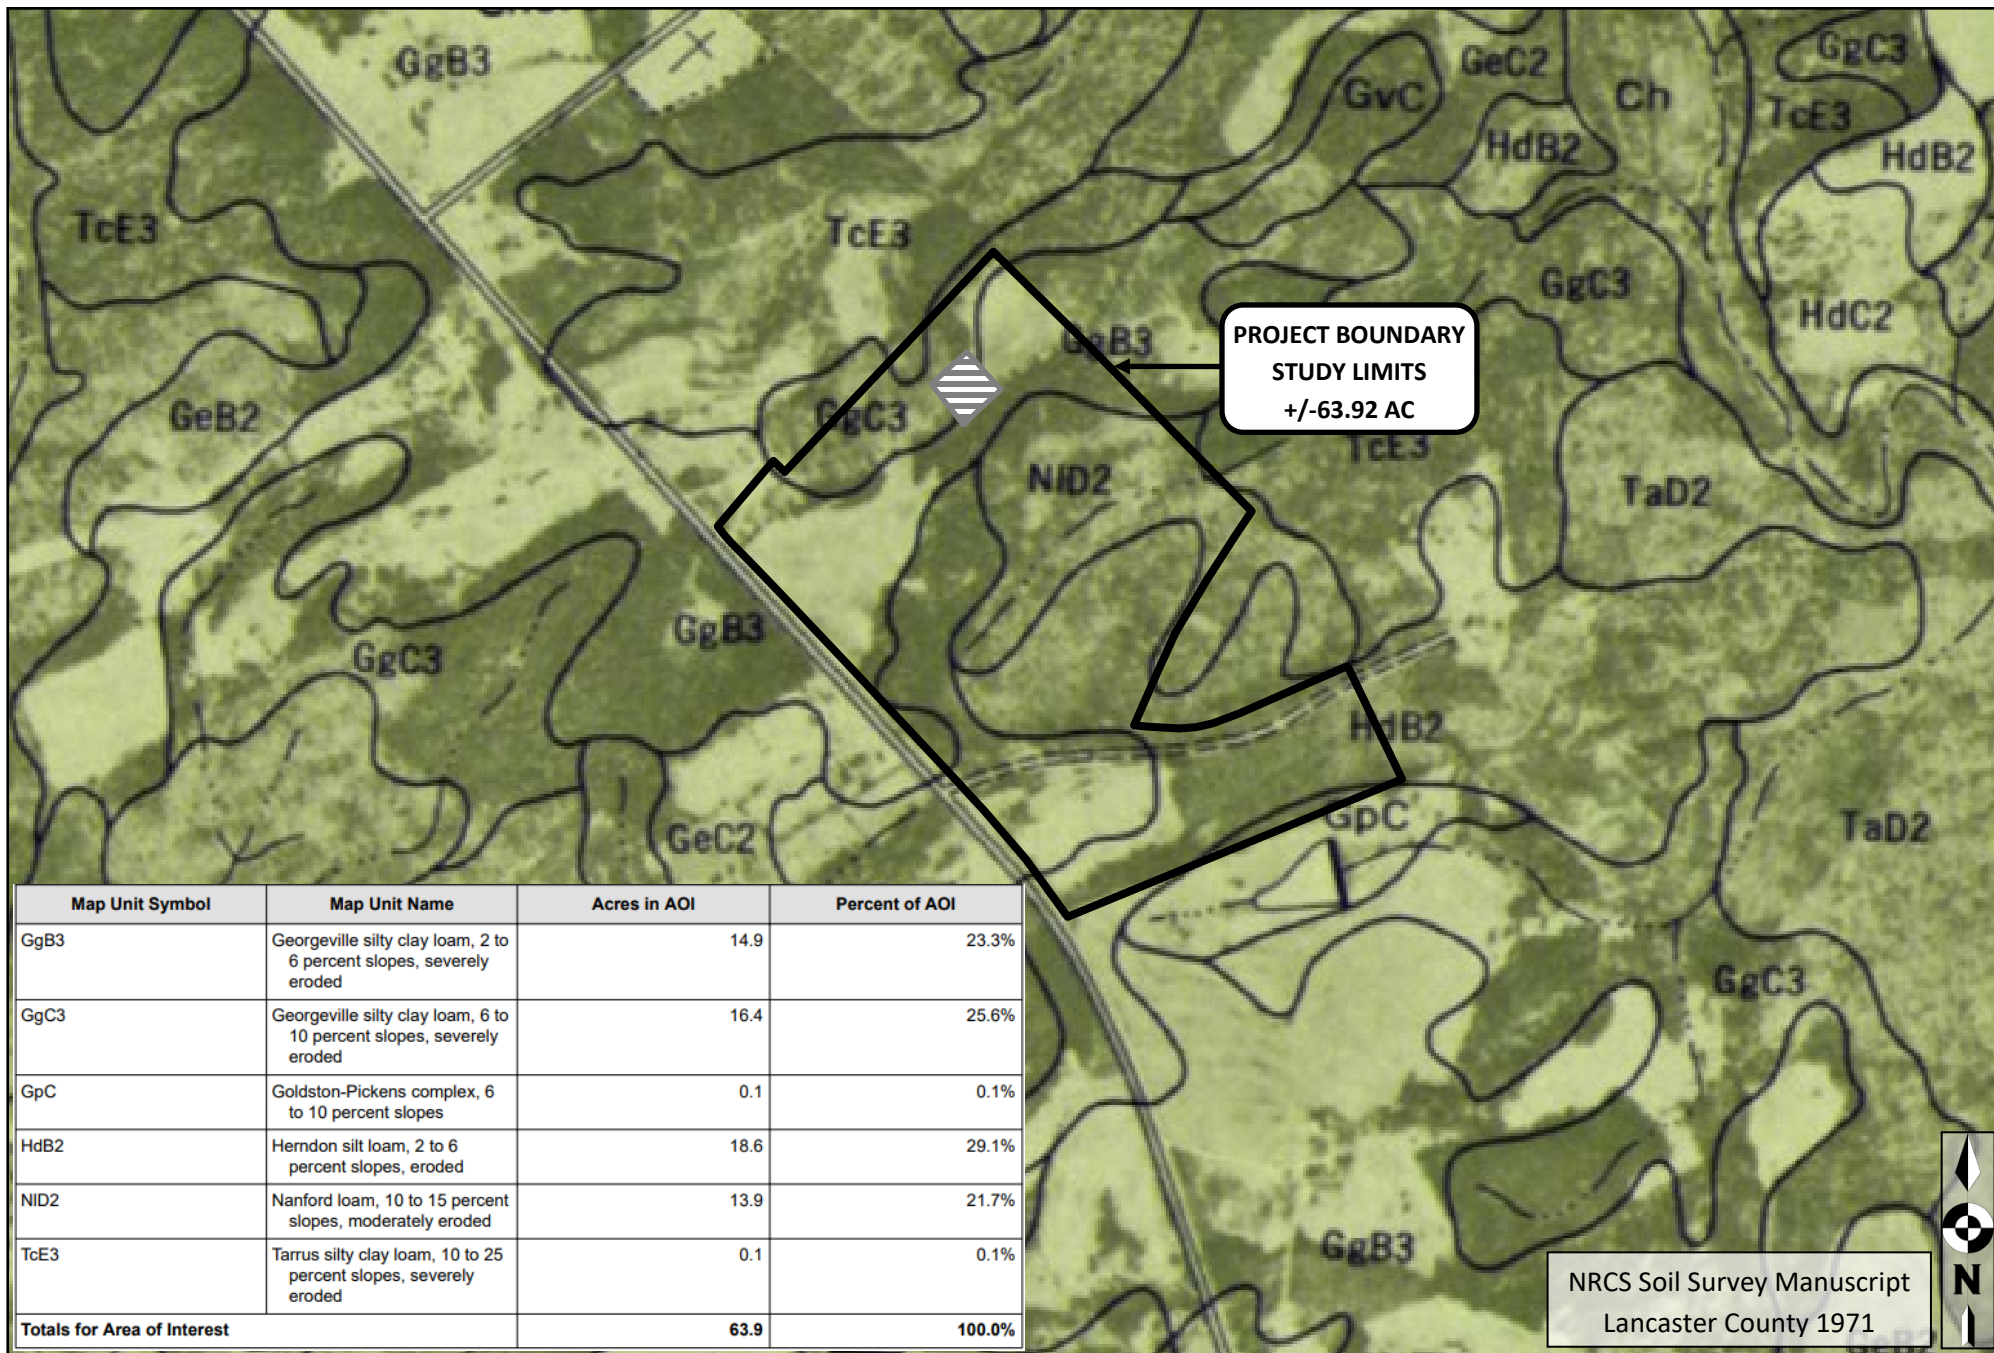 GgB3
GeC2
GgC3
GvC
Ch
TcE3
HdB2
HdB2
TcE3
TcE3
GgC3
HdC2
GgB3
PROJECT BOUNDARY
STUDY LIMITS
+/-63.92 AC
GeB2
GgC3
TcE3
NlD2
TaD2
GgB3
GgC3
HdB2
GpC
GeC2
TaD2
GgC3
GgB3
Map Unit Symbol Map Unit Name Acres in AOI Percent of AOI
GgB3 Georgeville silty clay loam, 2 to 14.9 23.3%
6 percent slopes, severely
eroded
GgC3 Georgeville silty clay loam, 6 to 16.4 25.6%
10 percent slopes, severely
eroded
GpC Goldston-Pickens complex, 6 0.1 0.1%
to 10 percent slopes
HdB2 Herndon silt loam, 2 to 6 18.6 29.1%
percent slopes, eroded
NlD2 Nanford loam, 10 to 15 percent 13.9 21.7%
slopes, moderately eroded
TcE3 Tarrus silty clay loam, 10 to 25 0.1 0.1%
percent slopes, severely
eroded
Totals for Area of Interest 63.9 100.0%
NRCS Soil Survey Manuscript
Lancaster County 1971
N
GeB2